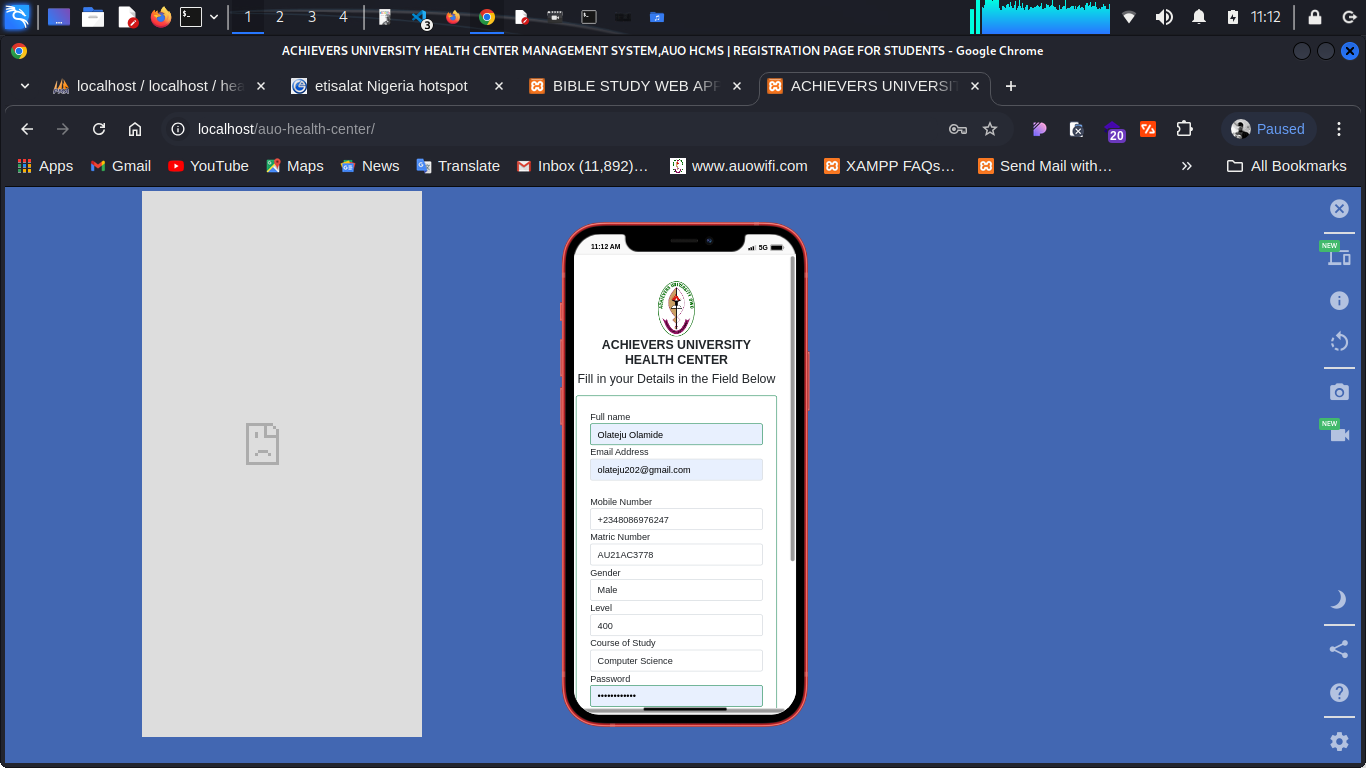 1 2 3 4
3
11:12
ACHIEVERS UNIVERSITY HEALTH CENTER MANAGEMENT SYSTEM,AUO HCMS | REGISTRATION PAGE FOR STUDENTS - Google Chrome
localhost / localhost / hea
etisalat Nigeria hotspot
BIBLE STUDY WEB APP
ACHIEVERS UNIVERSIT
localhost/auo-health-center/
20
Paused
Apps
Gmail
YouTube
Maps
News
Translate
Inbox (11,892)…
www.auowifi.com
XAMPP FAQs…
Send Mail with…
All Bookmarks
NEW
NEW
11:12 AM
5G
ACHIEVERS UNIVERSITY
HEALTH CENTER
Fill in your Details in the Field Below
Full name
Olateju Olamide
Email Address
olateju202@gmail.com
Mobile Number
+2348086976247
Matric Number
AU21AC3778
Gender
Male
Level
400
Course of Study
Computer Science
Password
••••••••••••